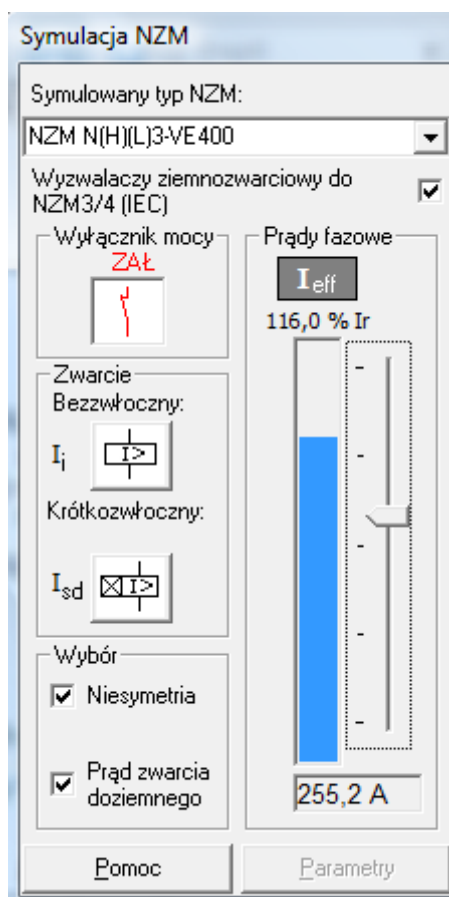 Symulacja NZM
Symulowany typ NZM:
NZM N(H)(L)3-VE400
Wyzwalaczy ziemnozwarciowy do
NZM3/4 (IEC)
Wyłącznik mocy
ZAŁ
Zwarcie
Bezzwłoczny:
Ii
I>
Krótkozwłoczny:
Isd
I>
Wybór
Niesymetria
Prąd zwarcia
doziemnego
Prądy fazowe
Ieff
116,0 % Ir
255,2 A
Pomoc
Parametry